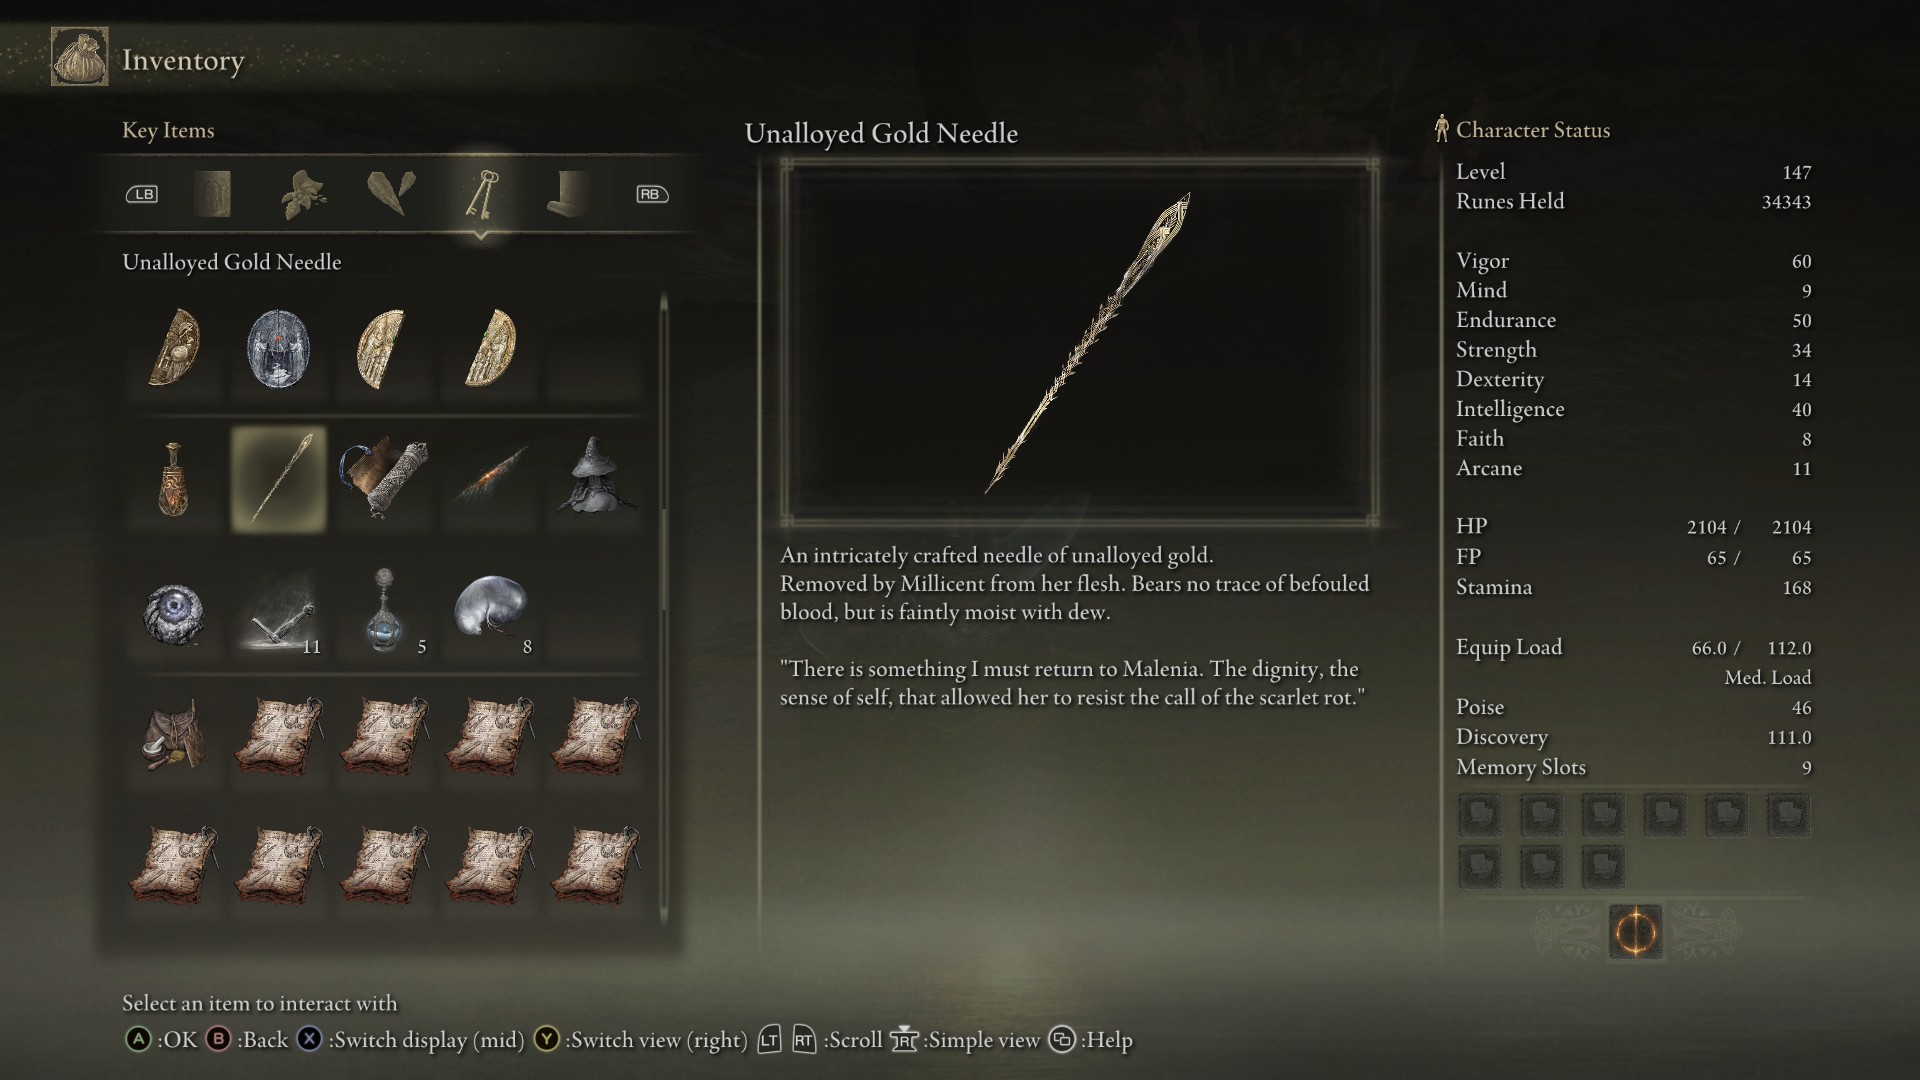 Inventory
Key Items
LB
RB
Unalloyed Gold Needle
11
5
8
Unalloyed Gold Needle
An intricately crafted needle of unalloyed gold.
Removed by Millicent from her flesh. Bears no trace of befouled
blood, but is faintly moist with dew.
"There is something I must return to Malenia. The dignity, the
sense of self, that allowed her to resist the call of the scarlet rot."
Character Status
Level 147
Runes Held 34343
Vigor 60
Mind 9
Endurance 50
Strength 34
Dexterity 14
Intelligence 40
Faith 8
Arcane 11
HP 2104 / 2104
FP 65 / 65
Stamina 168
Equip Load 66.0 / 112.0
Med. Load
Poise 46
Discovery 111.0
Memory Slots 9
Select an item to interact with
A :OK B :Back X :Switch display (mid) Y :Switch view (right) LT RT :Scroll R :Simple view :Help